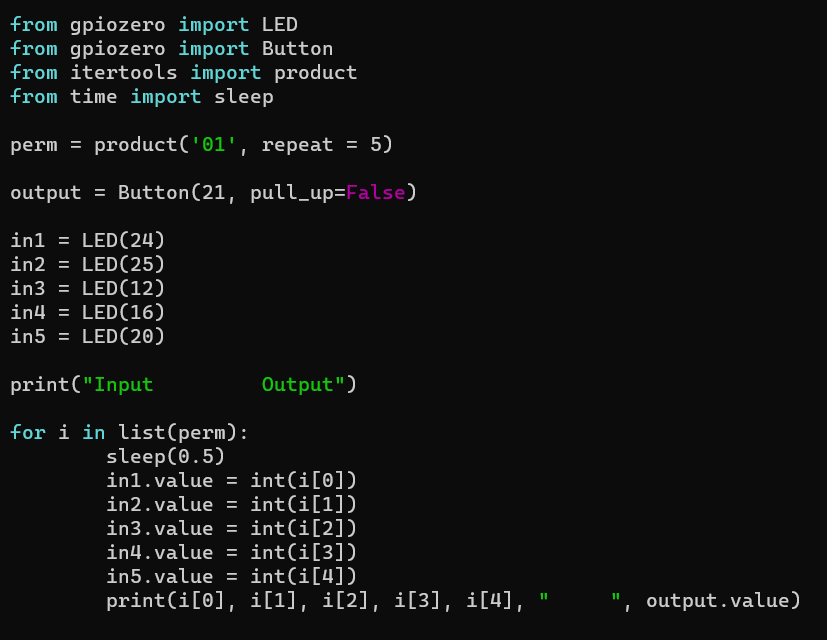 from gpiozero import LED
from gpiozero import Button
from itertools import product
from time import sleep

perm = product('01', repeat = 5)

output = Button(21, pull_up=False)

in1 = LED(24)
in2 = LED(25)
in3 = LED(12)
in4 = LED(16)
in5 = LED(20)

print("Input         Output")

for i in list(perm):
        sleep(0.5)
        in1.value = int(i[0])
        in2.value = int(i[1])
        in3.value = int(i[2])
        in4.value = int(i[3])
        in5.value = int(i[4])
        print(i[0], i[1], i[2], i[3], i[4], "     ", output.value)